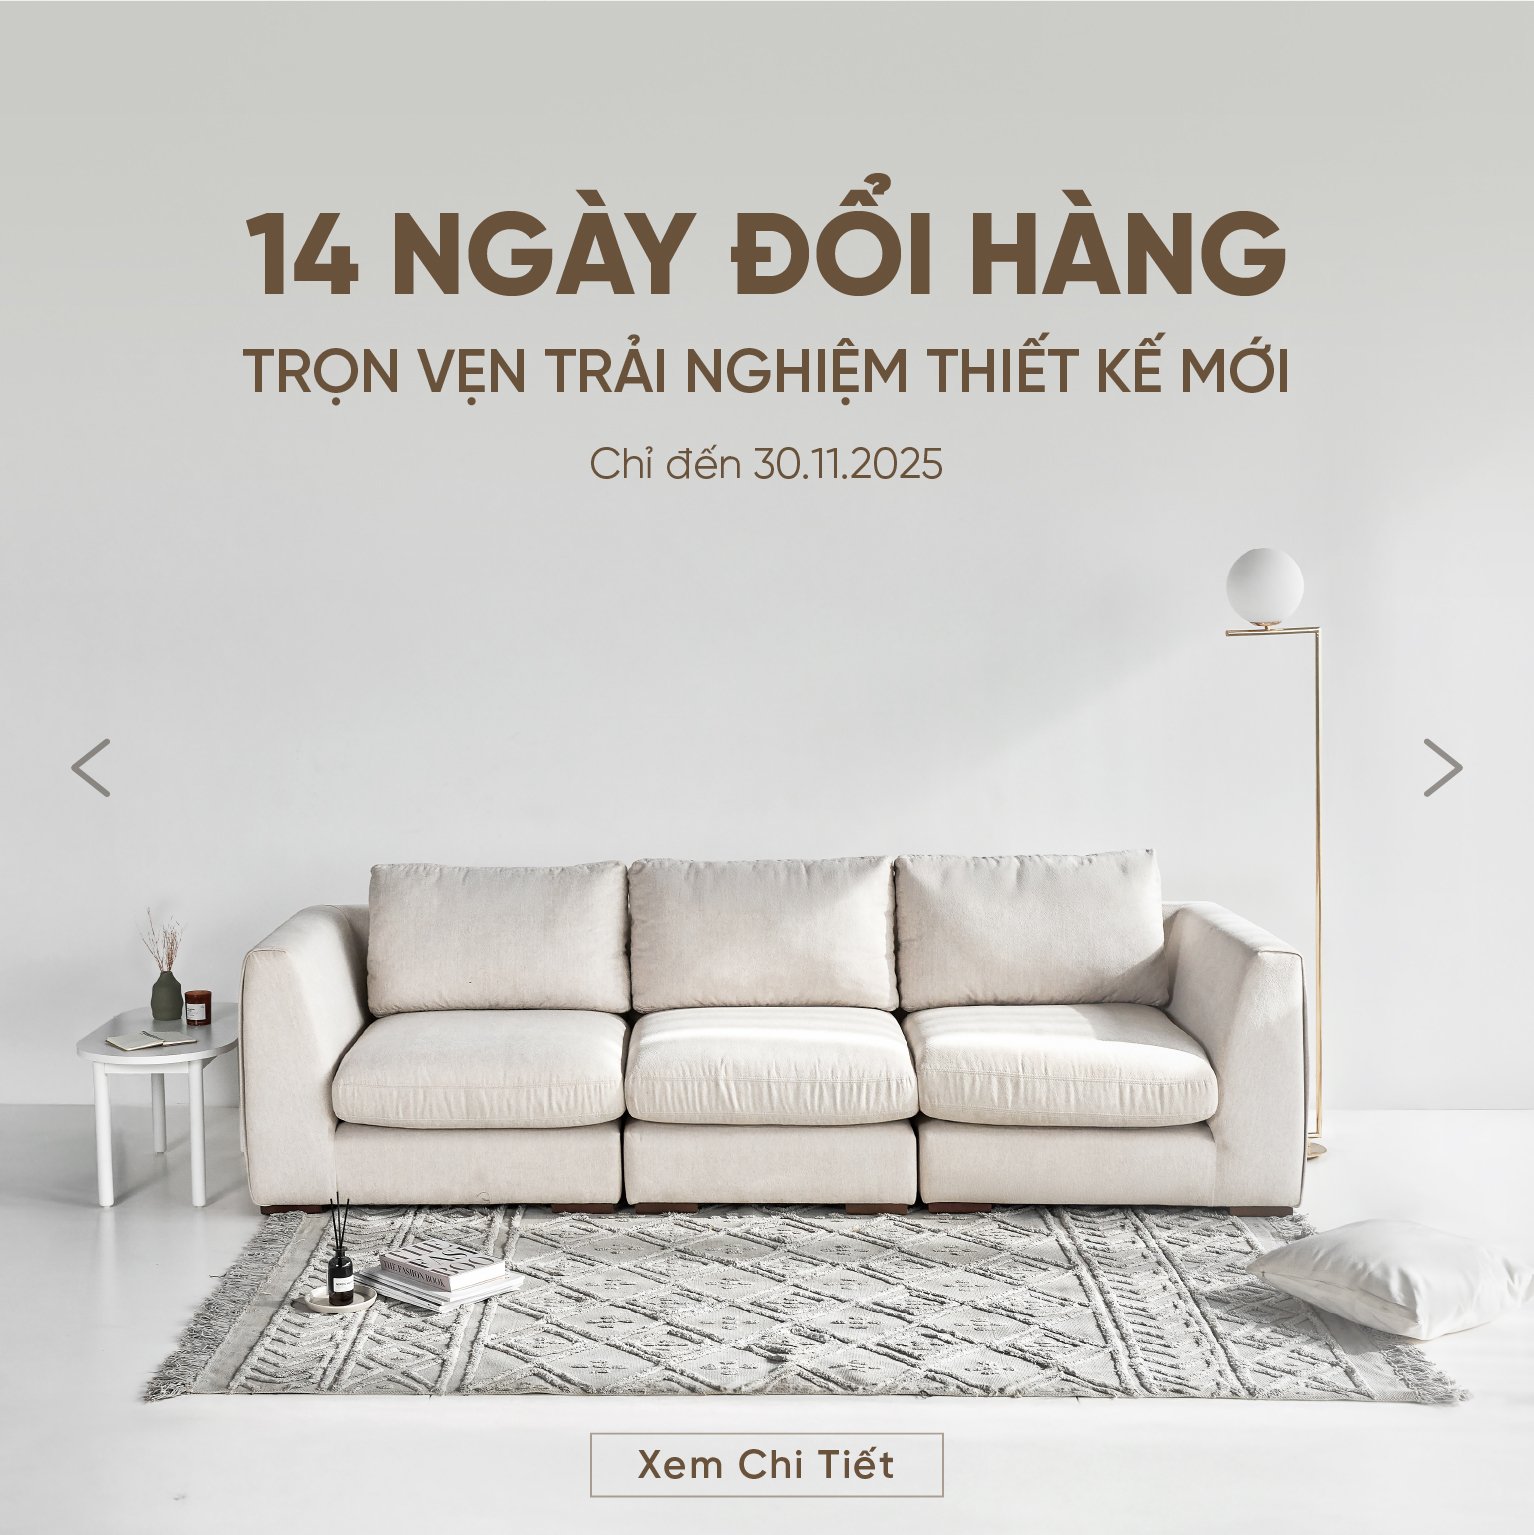 14 NGÀY ĐỔI HÀNG
TRỌN VẸN TRẢI NGHIỆM THIẾT KẾ MỚI
Chỉ đến 30.11.2025
THE FASHION BOOK
Xem Chi Tiết